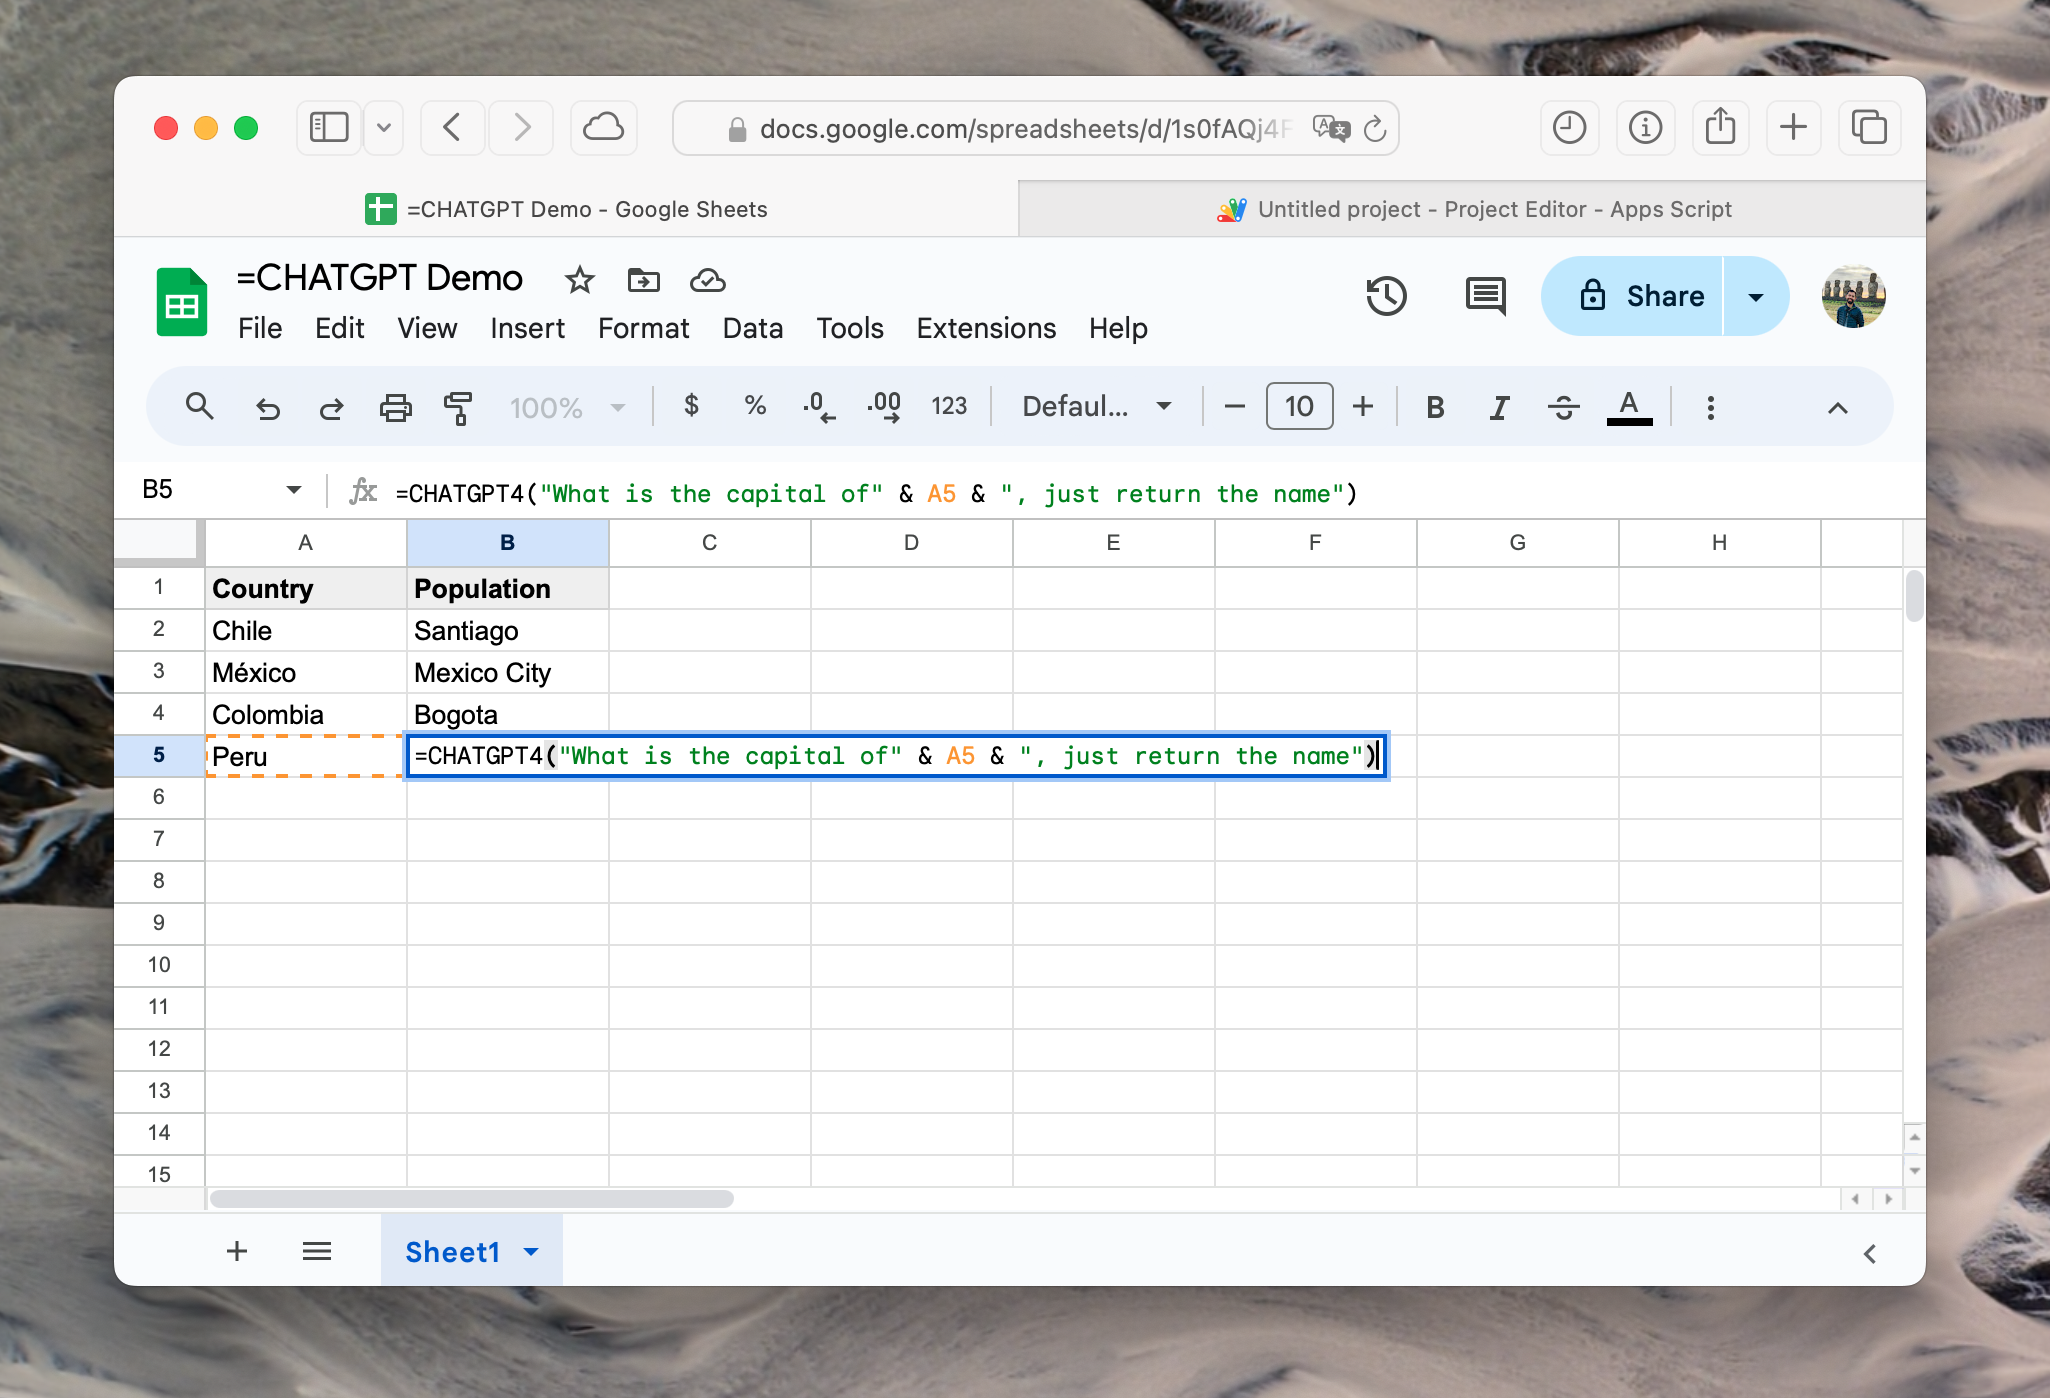 docs.google.com/spreadsheets/d/1s0fAQj4F
=CHATGPT Demo - Google Sheets
Untitled project - Project Editor - Apps Script
=CHATGPT Demo
File Edit View Insert Format Data Tools Extensions Help
Share
100% $ % .0 .00 123 Defaul... 10 B I S A
B5 fx =CHATGPT4("What is the capital of" & A5 & ", just return the name")
A B C D E F G H
1 Country Population
2 Chile Santiago
3 México Mexico City
4 Colombia Bogota
5 Peru =CHATGPT4("What is the capital of" & A5 & ", just return the name")
6
7
8
9
10
11
12
13
14
15
Sheet1